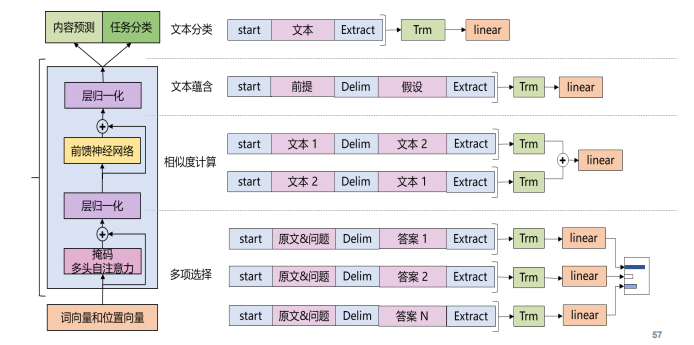 内容预测 任务分类
层归一化
前馈神经网络
层归一化
掩码
多头自注意力
词向量和位置向量
文本分类 start 文本 Extract Trm linear
文本蕴含 start 前提 Delim 假设 Extract Trm linear
相似度计算
start 文本 1 Delim 文本 2 Extract Trm
start 文本 2 Delim 文本 1 Extract Trm
linear
多项选择
start 原文&问题 Delim 答案 1 Extract Trm linear
start 原文&问题 Delim 答案 2 Extract Trm linear
start 原文&问题 Delim 答案 N Extract Trm linear
57